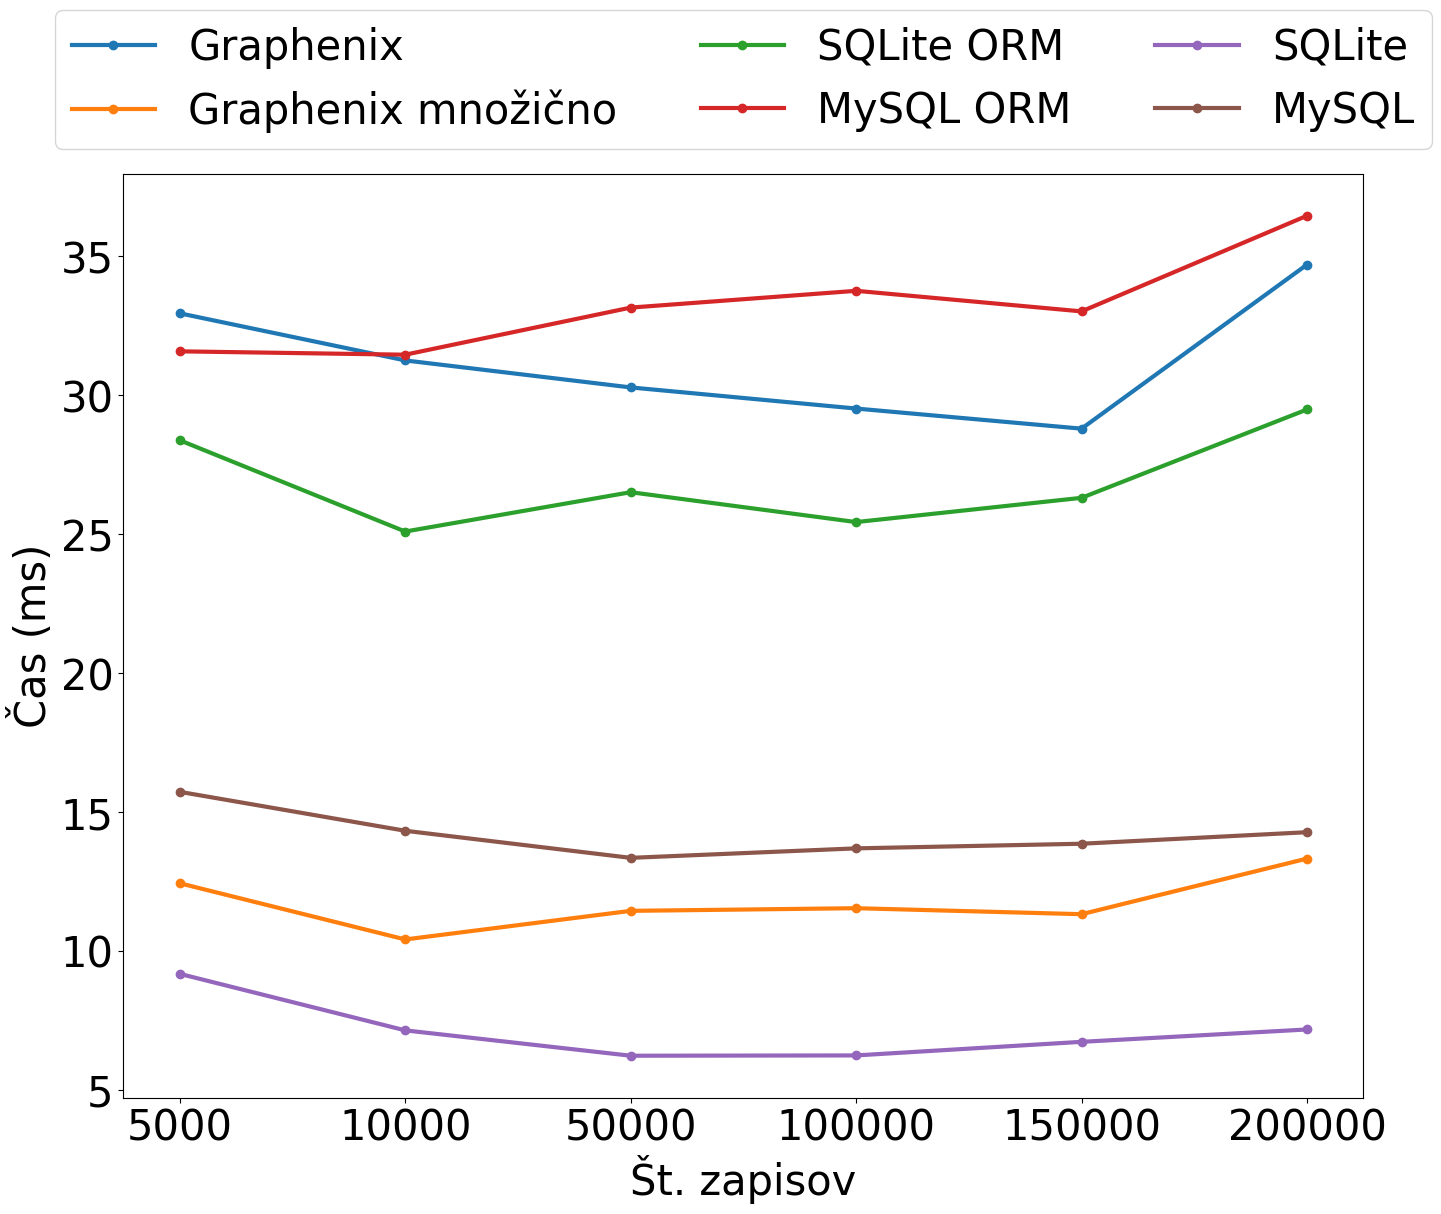 Graphenix
SQLite ORM
SQLite
Graphenix množično
MySQL ORM
MySQL
35
30
25
20
15
10
5
Čas (ms)
5000 10000 50000 100000 150000 200000
Št. zapisov